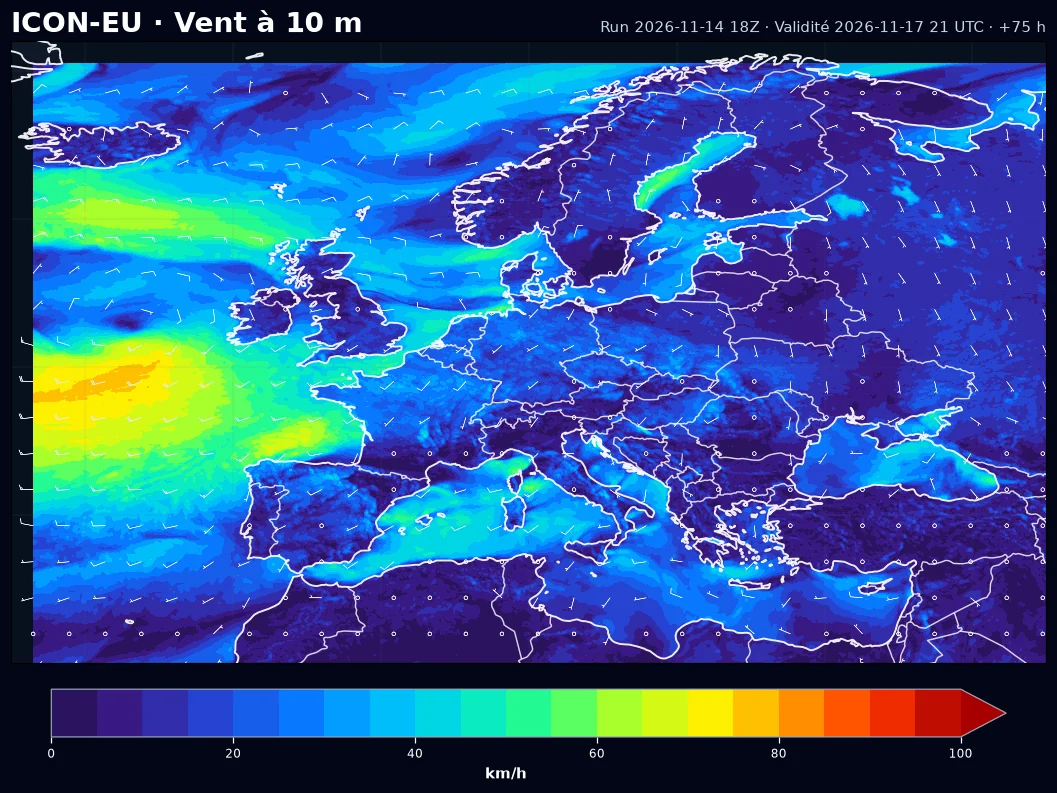 ICON-EU · Vent à 10 m
Run 2026-11-14 18Z · Validité 2026-11-17 21 UTC · +75 h
0 20 40 60 80 100
km/h